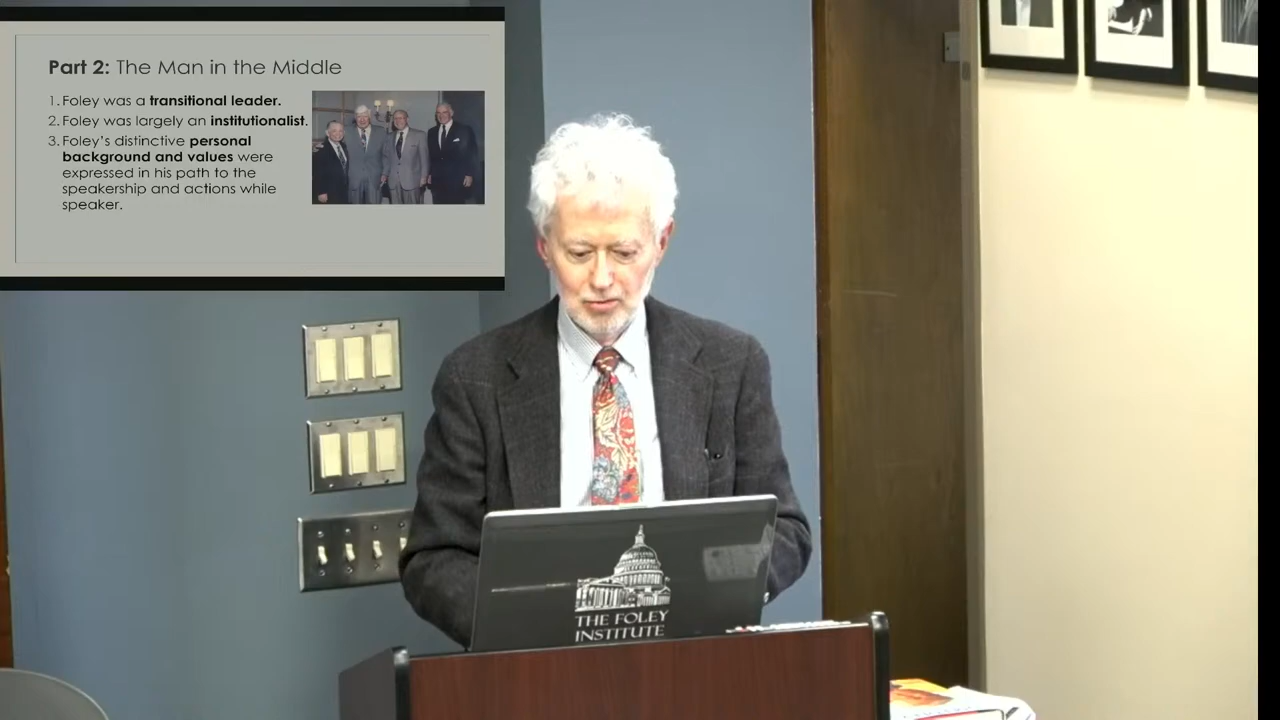 Part 2: The Man in the Middle
1. Foley was a transitional leader.
2. Foley was largely an institutionalist.
3. Foley's distinctive personal
background and values were
expressed in his path to the
speakership and actions while
speaker.
THE FOLEY
INSTITUTE